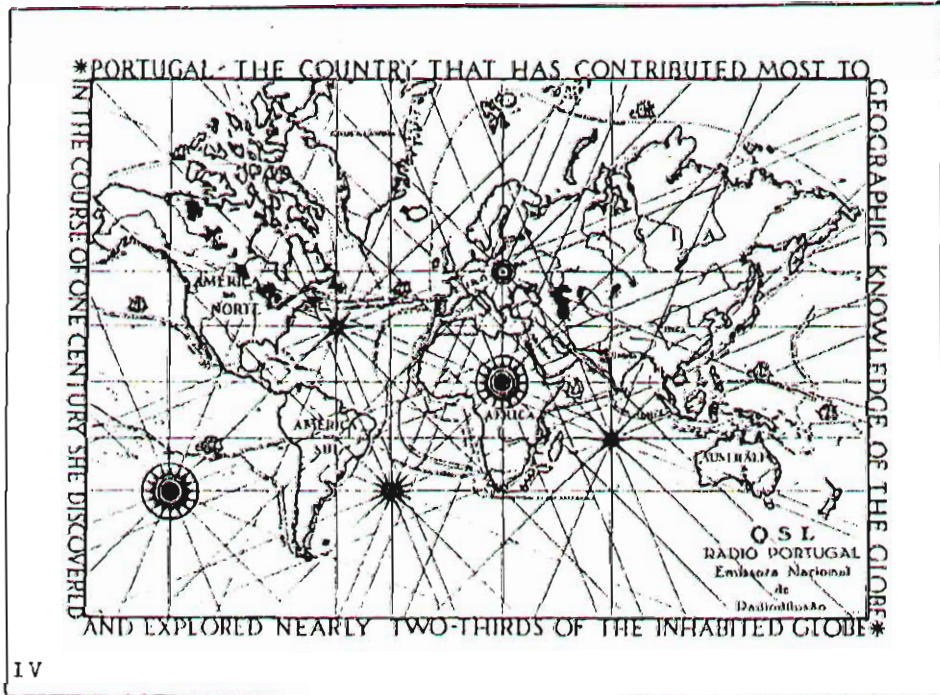 *PORTUGAL - THE COUNTRY THAT HAS CONTRIBUTED MOST TO
GEOGRAPHIC KNOWLEDGE OF THE GLOBE*
IN THE COURSE OF ONE CENTURY SHE DISCOVERED
AND EXPLORED NEARLY TWO-THIRDS OF THE INHABITED GLOBE*
AMERICA
DO
NORTE
AMERICA
SUL
AFRICA
AUSTRALIA
QSL
RADIO PORTUGAL
Emissora Nacional
de
Radiodifusão
IV